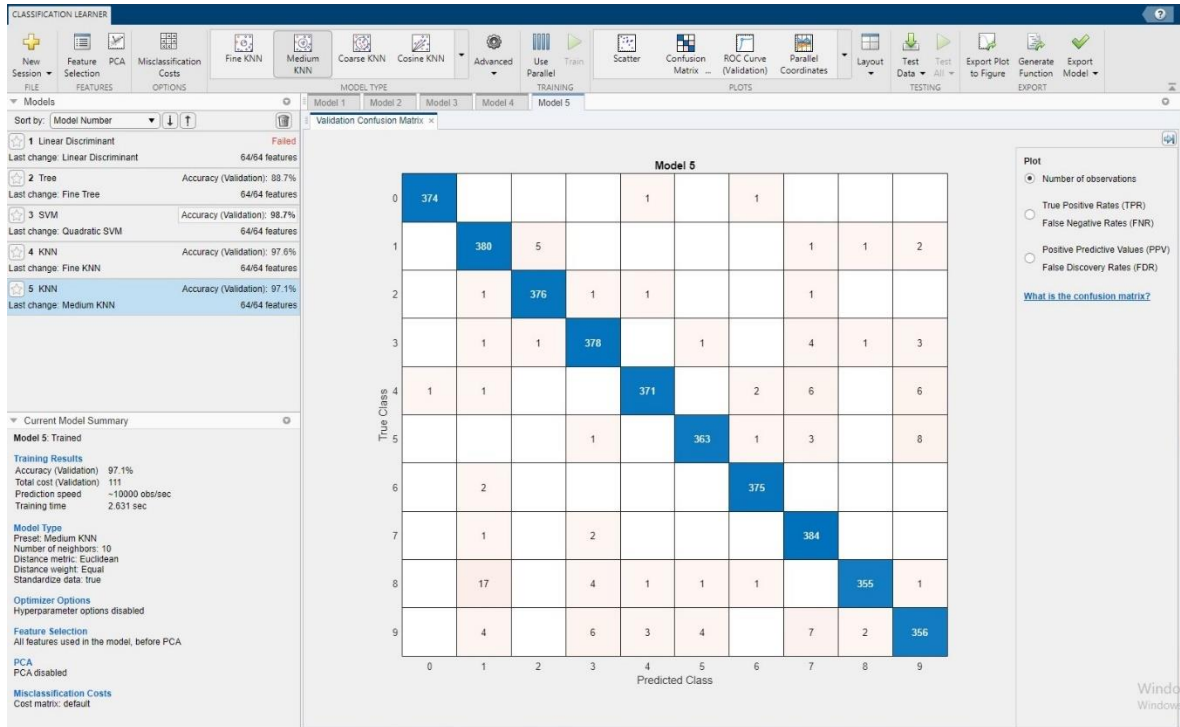 CLASSIFICATION LEARNER
?
New Session
Feature Selection
PCA
Misclassification Costs
Fine KNN
Medium KNN
Coarse KNN
Cosine KNN
Advanced
Use Parallel
Train
Scatter
Confusion Matrix ...
ROC Curve (Validation)
Parallel Coordinates
Layout
Test Data
Test All
Export Plot to Figure
Generate Function
Export Model
FILE FEATURES OPTIONS MODEL TYPE TRAINING PLOTS TESTING EXPORT
Models
Sort by: Model Number
1 Linear Discriminant Failed
Last change: Linear Discriminant 64/64 features
2 Tree Accuracy (Validation): 88.7%
Last change: Fine Tree 64/64 features
3 SVM Accuracy (Validation): 98.7%
Last change: Quadratic SVM 64/64 features
4 KNN Accuracy (Validation): 97.6%
Last change: Fine KNN 64/64 features
5 KNN Accuracy (Validation): 97.1%
Last change: Medium KNN 64/64 features
Current Model Summary
Model 5: Trained
Training Results
Accuracy (Validation) 97.1%
Total cost (Validation) 111
Prediction speed ~10000 obs/sec
Training time 2.631 sec
Model Type
Preset: Medium KNN
Number of neighbors: 10
Distance metric: Euclidean
Distance weight: Equal
Standardize data: true
Optimizer Options
Hyperparameter options disabled
Feature Selection
All features used in the model, before PCA
PCA
PCA disabled
Misclassification Costs
Cost matrix: default
Model 1 Model 2 Model 3 Model 4 Model 5
Validation Confusion Matrix ×
Model 5
True Class
0 374 1 1
1 380 5 1 1 2
2 1 376 1 1 1
3 1 1 378 1 4 1 3
4 1 1 371 2 6 6
5 1 363 1 3 8
6 2 375
7 1 2 384
8 17 4 1 1 1 355 1
9 4 6 3 4 7 2 356
0 1 2 3 4 5 6 7 8 9
Predicted Class
Plot
Number of observations
True Positive Rates (TPR)
False Negative Rates (FNR)
Positive Predictive Values (PPV)
False Discovery Rates (FDR)
What is the confusion matrix?
Windo
Window